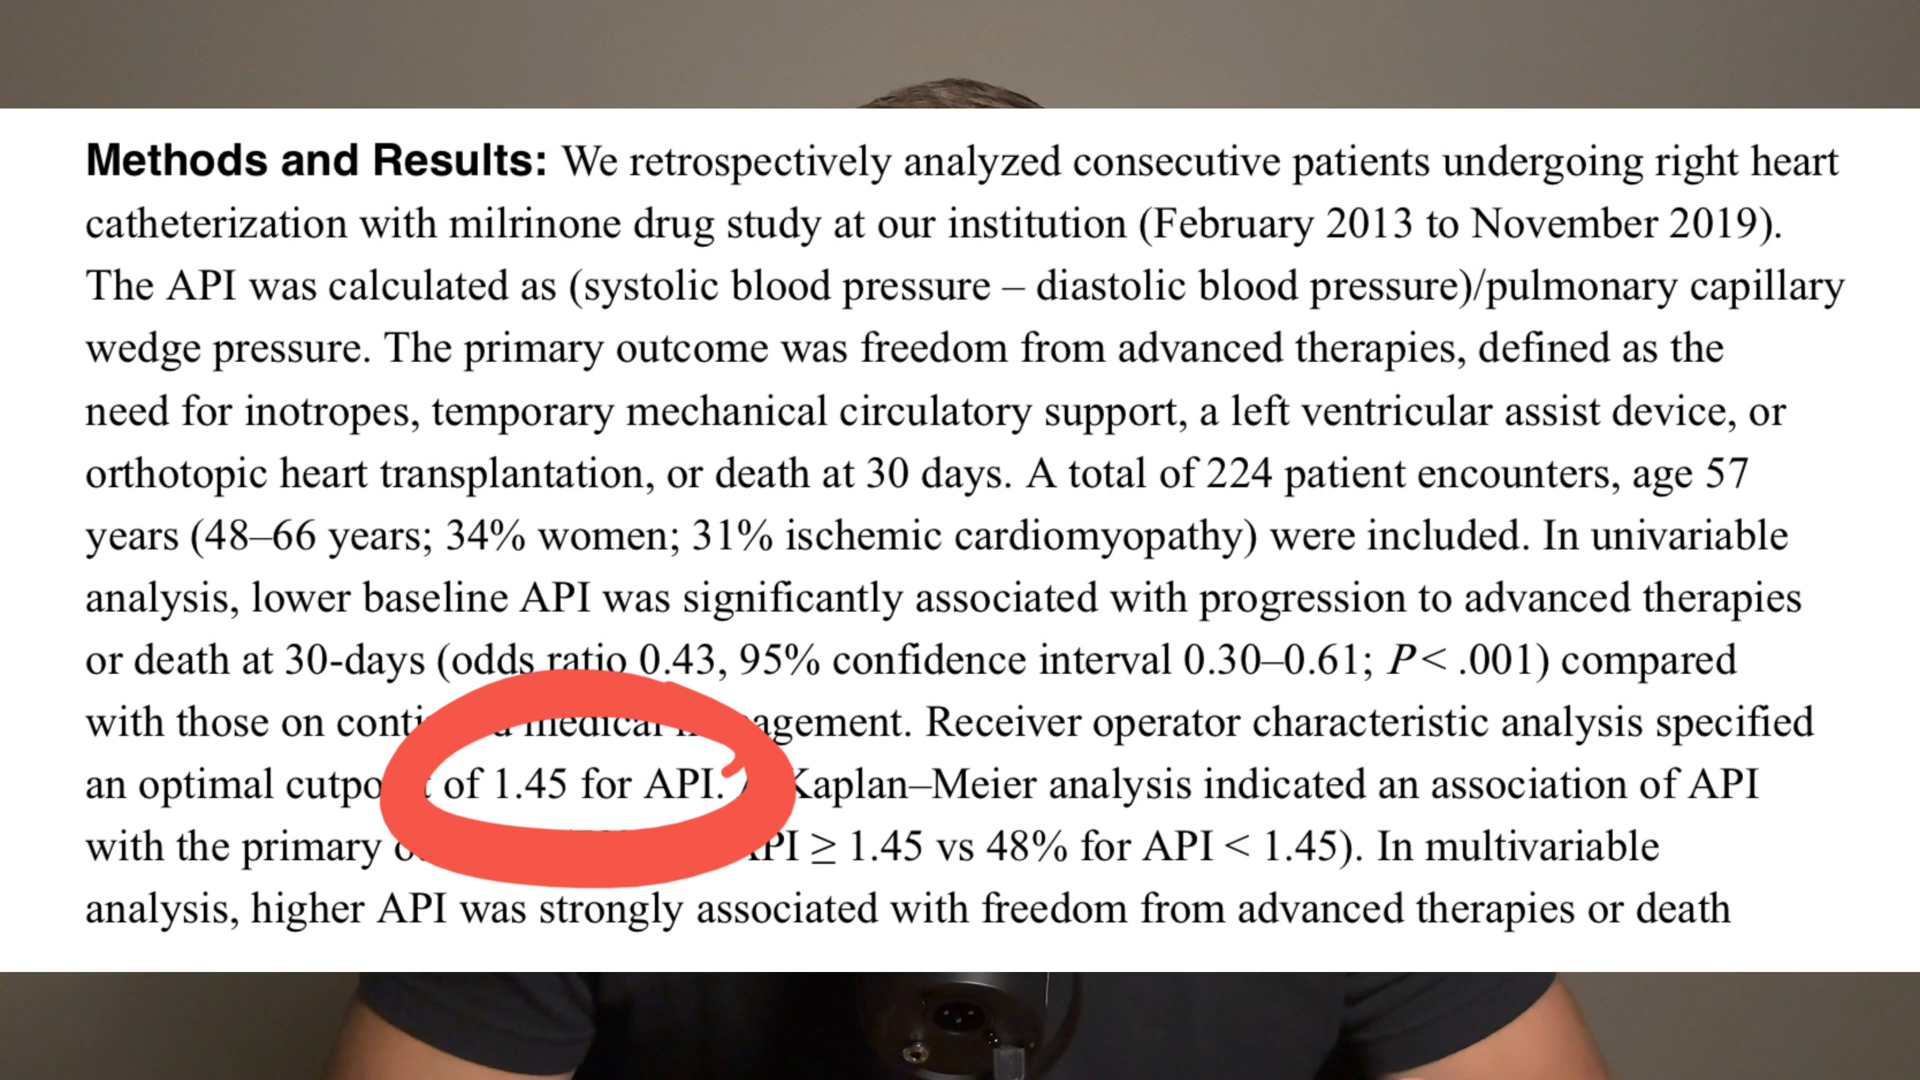 Methods and Results: We retrospectively analyzed consecutive patients undergoing right heart
catheterization with milrinone drug study at our institution (February 2013 to November 2019).
The API was calculated as (systolic blood pressure – diastolic blood pressure)/pulmonary capillary
wedge pressure. The primary outcome was freedom from advanced therapies, defined as the
need for inotropes, temporary mechanical circulatory support, a left ventricular assist device, or
orthotopic heart transplantation, or death at 30 days. A total of 224 patient encounters, age 57
years (48–66 years; 34% women; 31% ischemic cardiomyopathy) were included. In univariable
analysis, lower baseline API was significantly associated with progression to advanced therapies
or death at 30-days (odds ratio 0.43, 95% confidence interval 0.30–0.61; P< .001) compared
with those on medical agement. Receiver operator characteristic analysis specified
an optimal of 1.45 for API. Kaplan–Meier analysis indicated an association of API
with the primary API ≥ 1.45 vs 48% for API < 1.45). In multivariable
analysis, higher API was strongly associated with freedom from advanced therapies or death